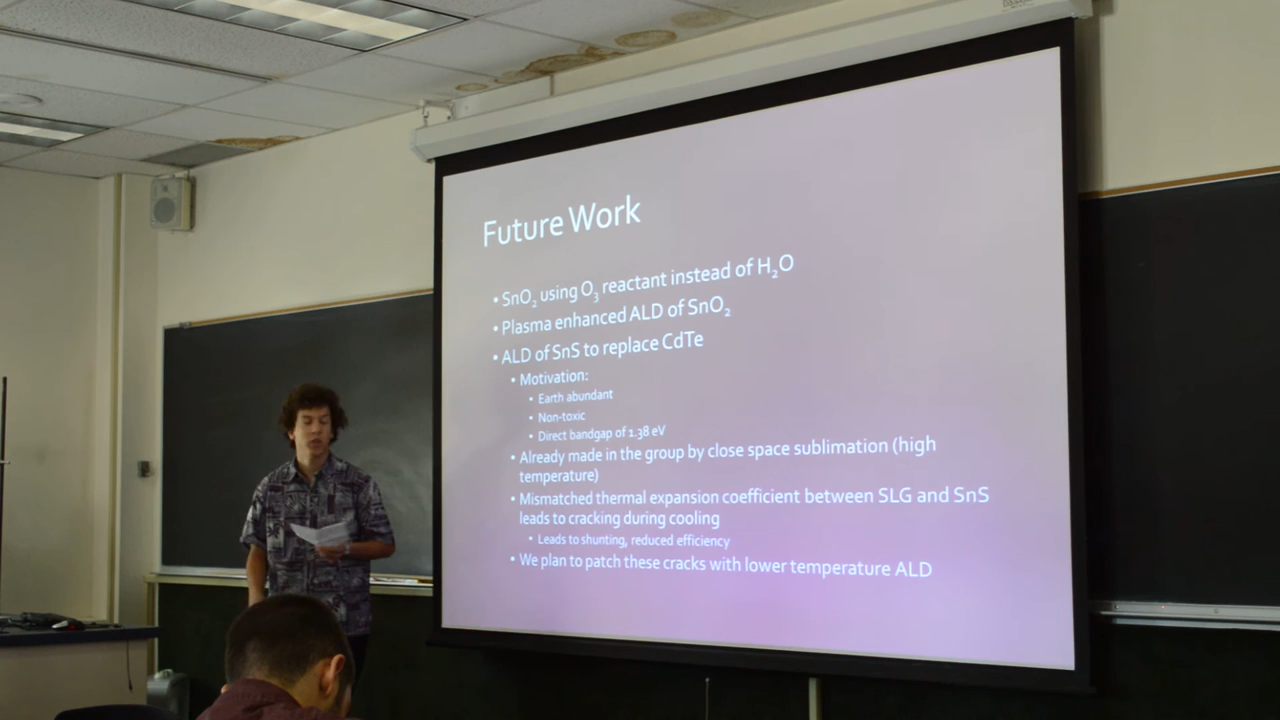 Future Work
• SnO₂ using O₃ reactant instead of H₂O
• Plasma enhanced ALD of SnO₂
• ALD of SnS to replace CdTe
• Motivation:
• Earth abundant
• Non-toxic
• Direct bandgap of 1.38 eV
• Already made in the group by close space sublimation (high
temperature)
• Mismatched thermal expansion coefficient between SLG and SnS
leads to cracking during cooling
• Leads to shunting, reduced efficiency
• We plan to patch these cracks with lower temperature ALD